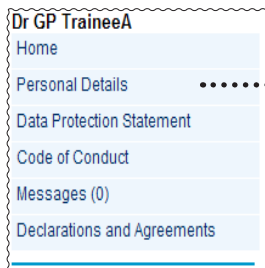 Dr GP TraineeA
Home
Personal Details
Data Protection Statement
Code of Conduct
Messages (0)
Declarations and Agreements